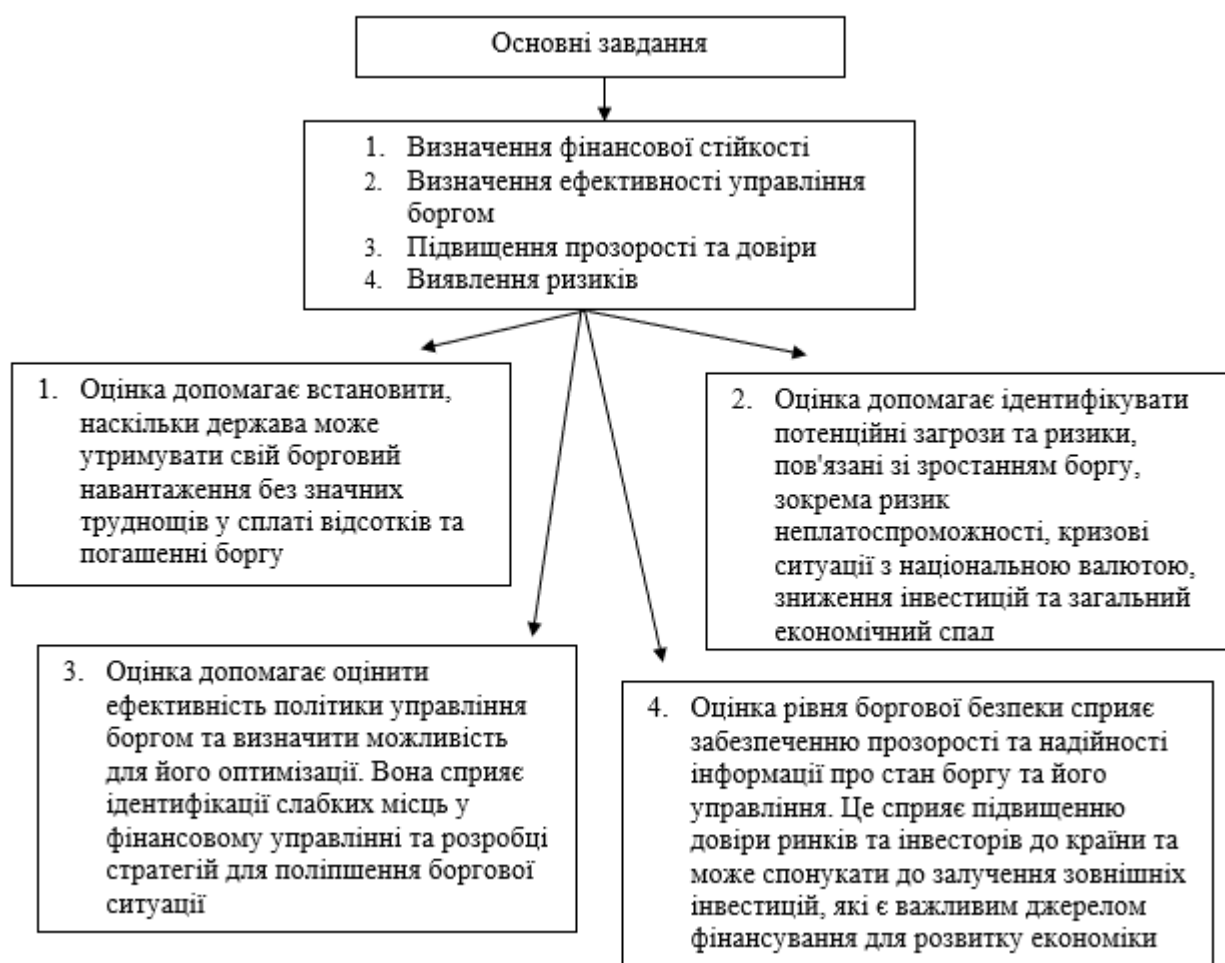 Основні завдання
1. Визначення фінансової стійкості
2. Визначення ефективності управління
боргом
3. Підвищення прозорості та довіри
4. Виявлення ризиків
1. Оцінка допомагає встановити,
наскільки держава може
утримувати свій борговий
навантаження без значних
труднощів у сплаті відсотків та
погашенні боргу
2. Оцінка допомагає ідентифікувати
потенційні загрози та ризики,
пов'язані зі зростанням боргу,
зокрема ризик
неплатоспроможності, кризові
ситуації з національною валютою,
зниження інвестицій та загальний
економічний спад
3. Оцінка допомагає оцінити
ефективність політики управління
боргом та визначити можливість
для його оптимізації. Вона сприяє
ідентифікації слабких місць у
фінансовому управлінні та розробці
стратегій для поліпшення боргової
ситуації
4. Оцінка рівня боргової безпеки сприяє
забезпеченню прозорості та надійності
інформації про стан боргу та його
управління. Це сприяє підвищенню
довіри ринків та інвесторів до країни та
може спонукати до залучення зовнішніх
інвестицій, які є важливим джерелом
фінансування для розвитку економіки